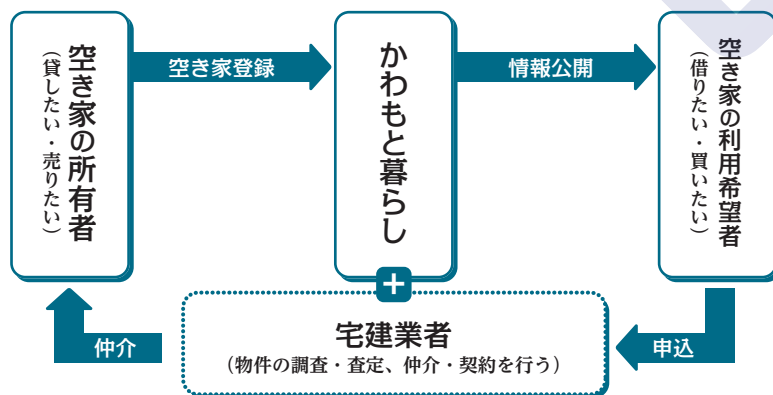 空き家の所有者
（貸したい・売りたい）
空き家登録
かわもと暮らし
情報公開
空き家の利用希望者
（借りたい・買いたい）
+
仲介
宅建業者
（物件の調査・査定、仲介・契約を行う）
申込